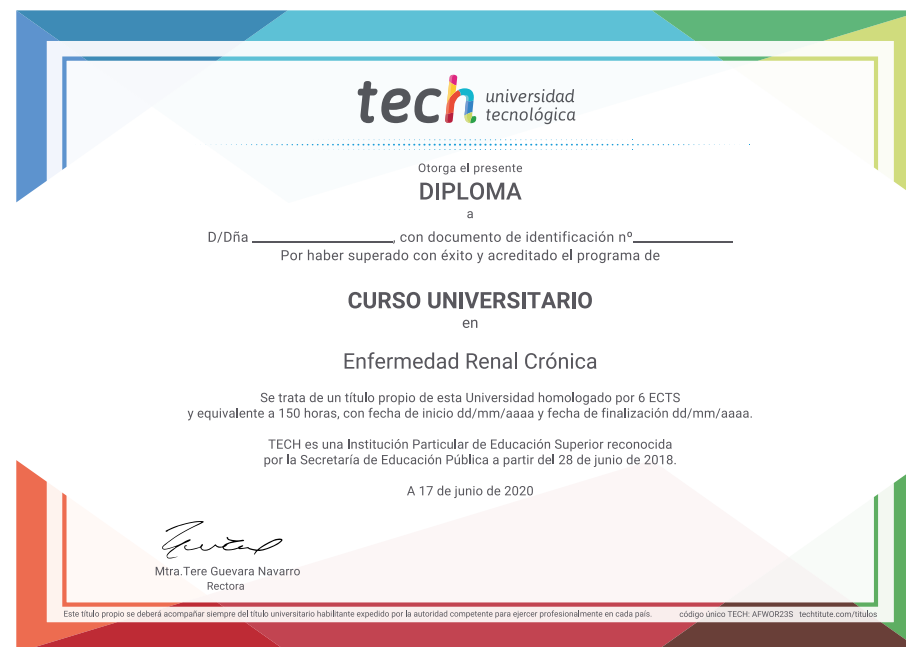 tech universidad
tecnológica
Otorga el presente
DIPLOMA
a
D/Dña ____________________, con documento de identificación nº______________
Por haber superado con éxito y acreditado el programa de
CURSO UNIVERSITARIO
en
Enfermedad Renal Crónica
Se trata de un título propio de esta Universidad homologado por 6 ECTS
y equivalente a 150 horas, con fecha de inicio dd/mm/aaaa y fecha de finalización dd/mm/aaaa.
TECH es una Institución Particular de Educación Superior reconocida
por la Secretaría de Educación Pública a partir del 28 de junio de 2018.
A 17 de junio de 2020
Mtra.Tere Guevara Navarro
Rectora
Este título propio se deberá acompañar siempre del título universitario habilitante expedido por la autoridad competente para ejercer profesionalmente en cada país. código único TECH: AFWOR23S techtitute.com/titulos